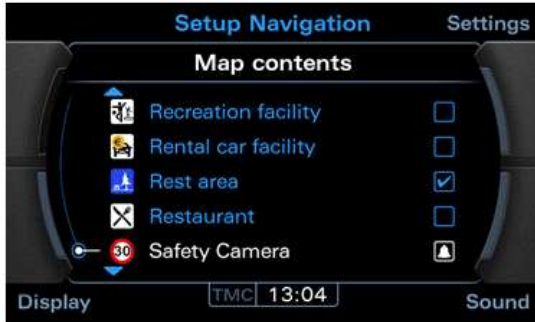 Setup Navigation
Settings
Map contents
Recreation facility
Rental car facility
Rest area
Restaurant
30 Safety Camera
Display
TMC 13:04
Sound